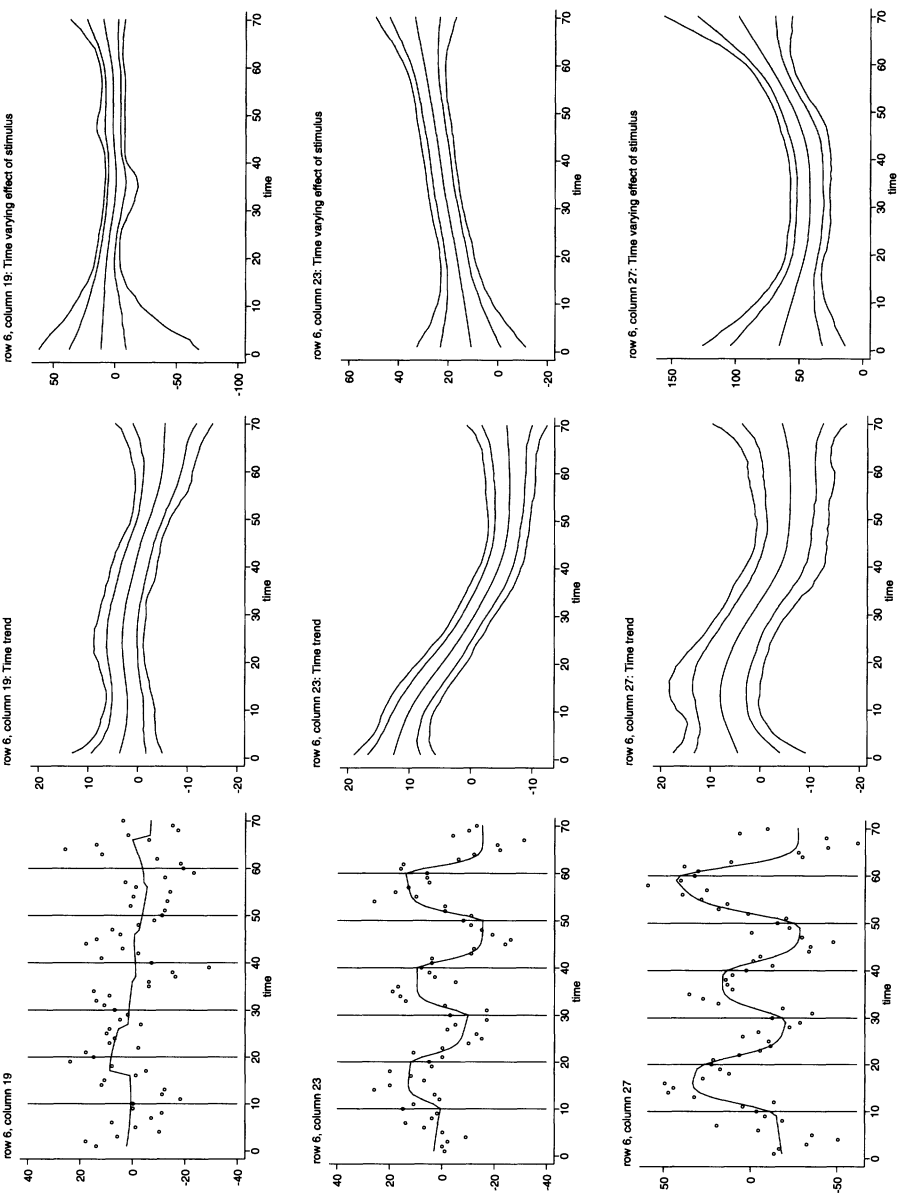 row 6, column 19
40
20
0
-20
-40
0 10 20 30 40 50 60 70
time
row 6, column 19: Time trend
20
10
0
-10
-20
0 10 20 30 40 50 60 70
time
row 6, column 19: Time varying effect of stimulus
50
0
-50
-100
0 10 20 30 40 50 60 70
time
row 6, column 23
40
20
0
-20
-40
0 10 20 30 40 50 60 70
time
row 6, column 23: Time trend
20
10
0
-10
0 10 20 30 40 50 60 70
time
row 6, column 23: Time varying effect of stimulus
60
40
20
0
-20
0 10 20 30 40 50 60 70
time
row 6, column 27
50
0
-50
0 10 20 30 40 50 60 70
time
row 6, column 27: Time trend
20
10
0
-10
-20
0 10 20 30 40 50 60 70
time
row 6, column 27: Time varying effect of stimulus
150
100
50
0
0 10 20 30 40 50 60 70
time